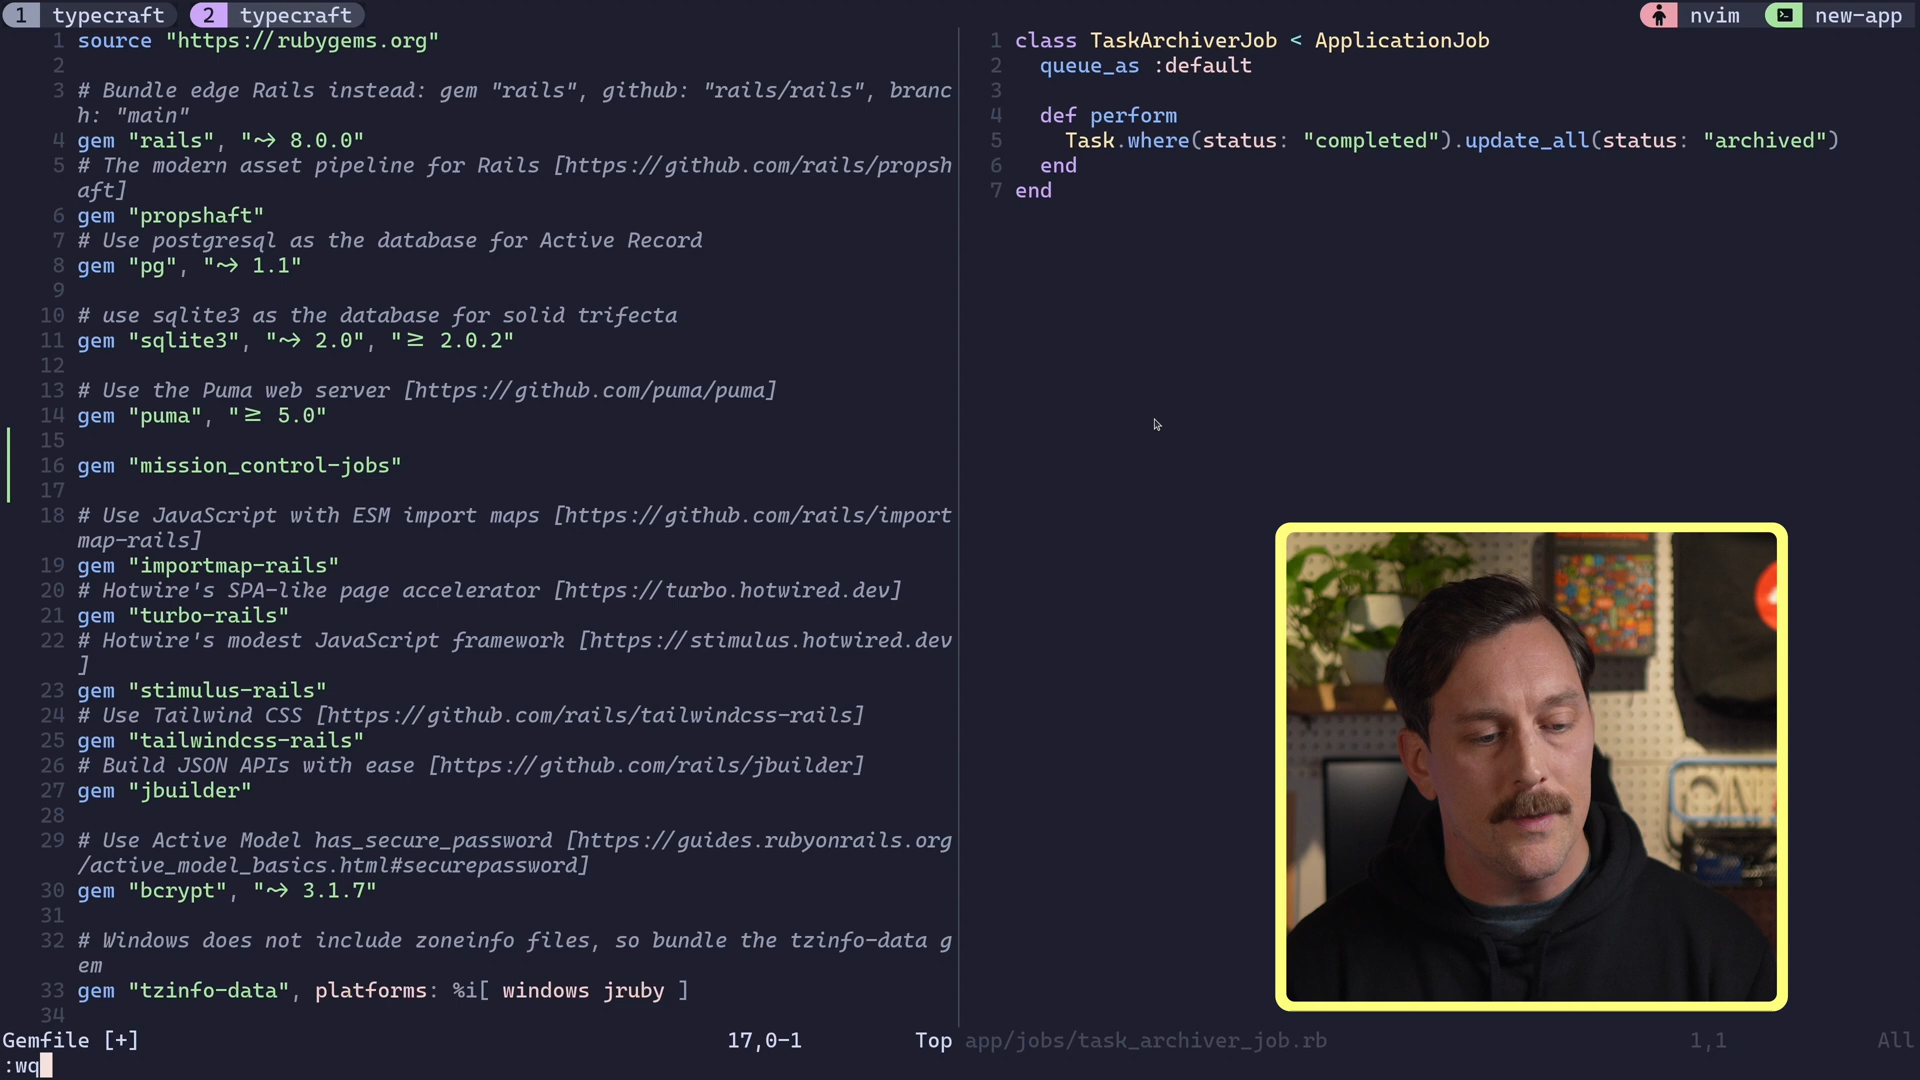 1 typecraft 2 typecraft nvim new-app
1 source "https://rubygems.org"
2
3 # Bundle edge Rails instead: gem "rails", github: "rails/rails", branc
h: "main"
4 gem "rails", "~> 8.0.0"
5 # The modern asset pipeline for Rails [https://github.com/rails/propsh
aft]
6 gem "propshaft"
7 # Use postgresql as the database for Active Record
8 gem "pg", "~> 1.1"
9
10 # use sqlite3 as the database for solid trifecta
11 gem "sqlite3", "~> 2.0", ">= 2.0.2"
12
13 # Use the Puma web server [https://github.com/puma/puma]
14 gem "puma", ">= 5.0"
15
16 gem "mission_control-jobs"
17
18 # Use JavaScript with ESM import maps [https://github.com/rails/import
map-rails]
19 gem "importmap-rails"
20 # Hotwire's SPA-like page accelerator [https://turbo.hotwired.dev]
21 gem "turbo-rails"
22 # Hotwire's modest JavaScript framework [https://stimulus.hotwired.dev
]
23 gem "stimulus-rails"
24 # Use Tailwind CSS [https://github.com/rails/tailwindcss-rails]
25 gem "tailwindcss-rails"
26 # Build JSON APIs with ease [https://github.com/rails/jbuilder]
27 gem "jbuilder"
28
29 # Use Active Model has_secure_password [https://guides.rubyonrails.org
/active_model_basics.html#securepassword]
30 gem "bcrypt", "~> 3.1.7"
31
32 # Windows does not include zoneinfo files, so bundle the tzinfo-data g
em
33 gem "tzinfo-data", platforms: %i[ windows jruby ]
34
Gemfile [+] 17,0-1 Top
:wq
1 class TaskArchiverJob < ApplicationJob
2 queue_as :default
3
4 def perform
5 Task.where(status: "completed").update_all(status: "archived")
6 end
7 end
app/jobs/task_archiver_job.rb 1,1 All